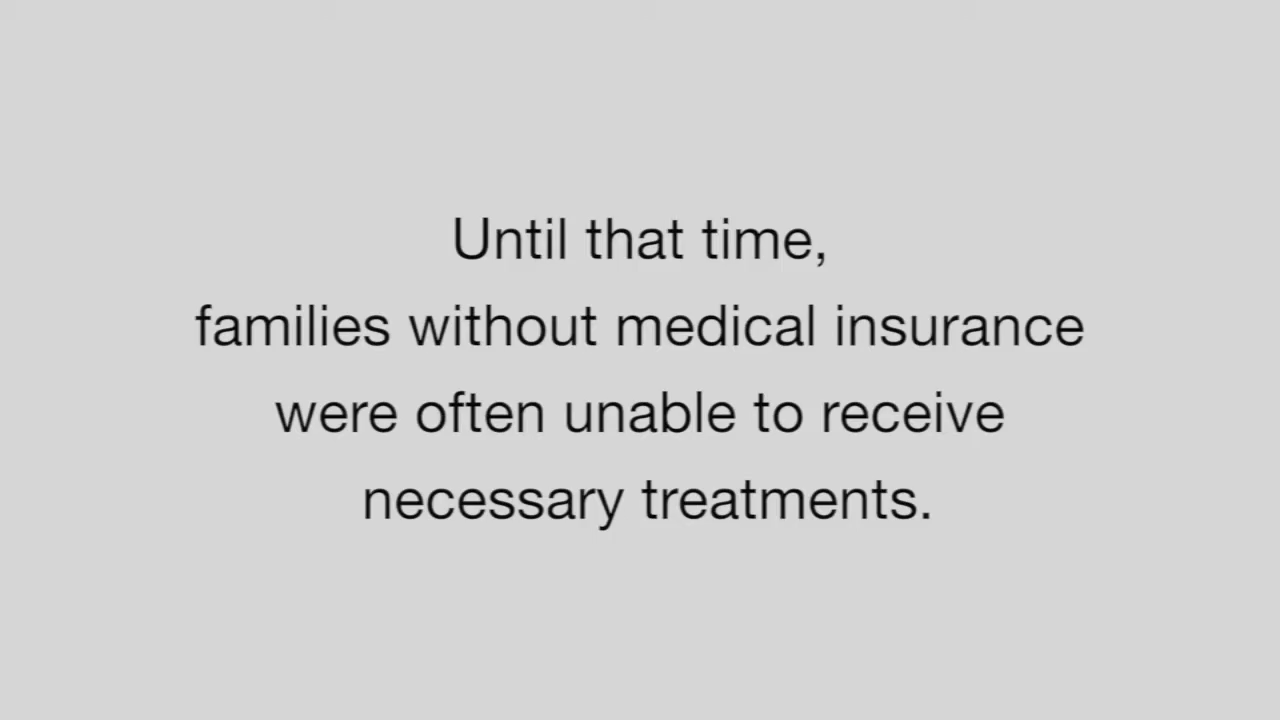 Until that time,
families without medical insurance
were often unable to receive
necessary treatments.